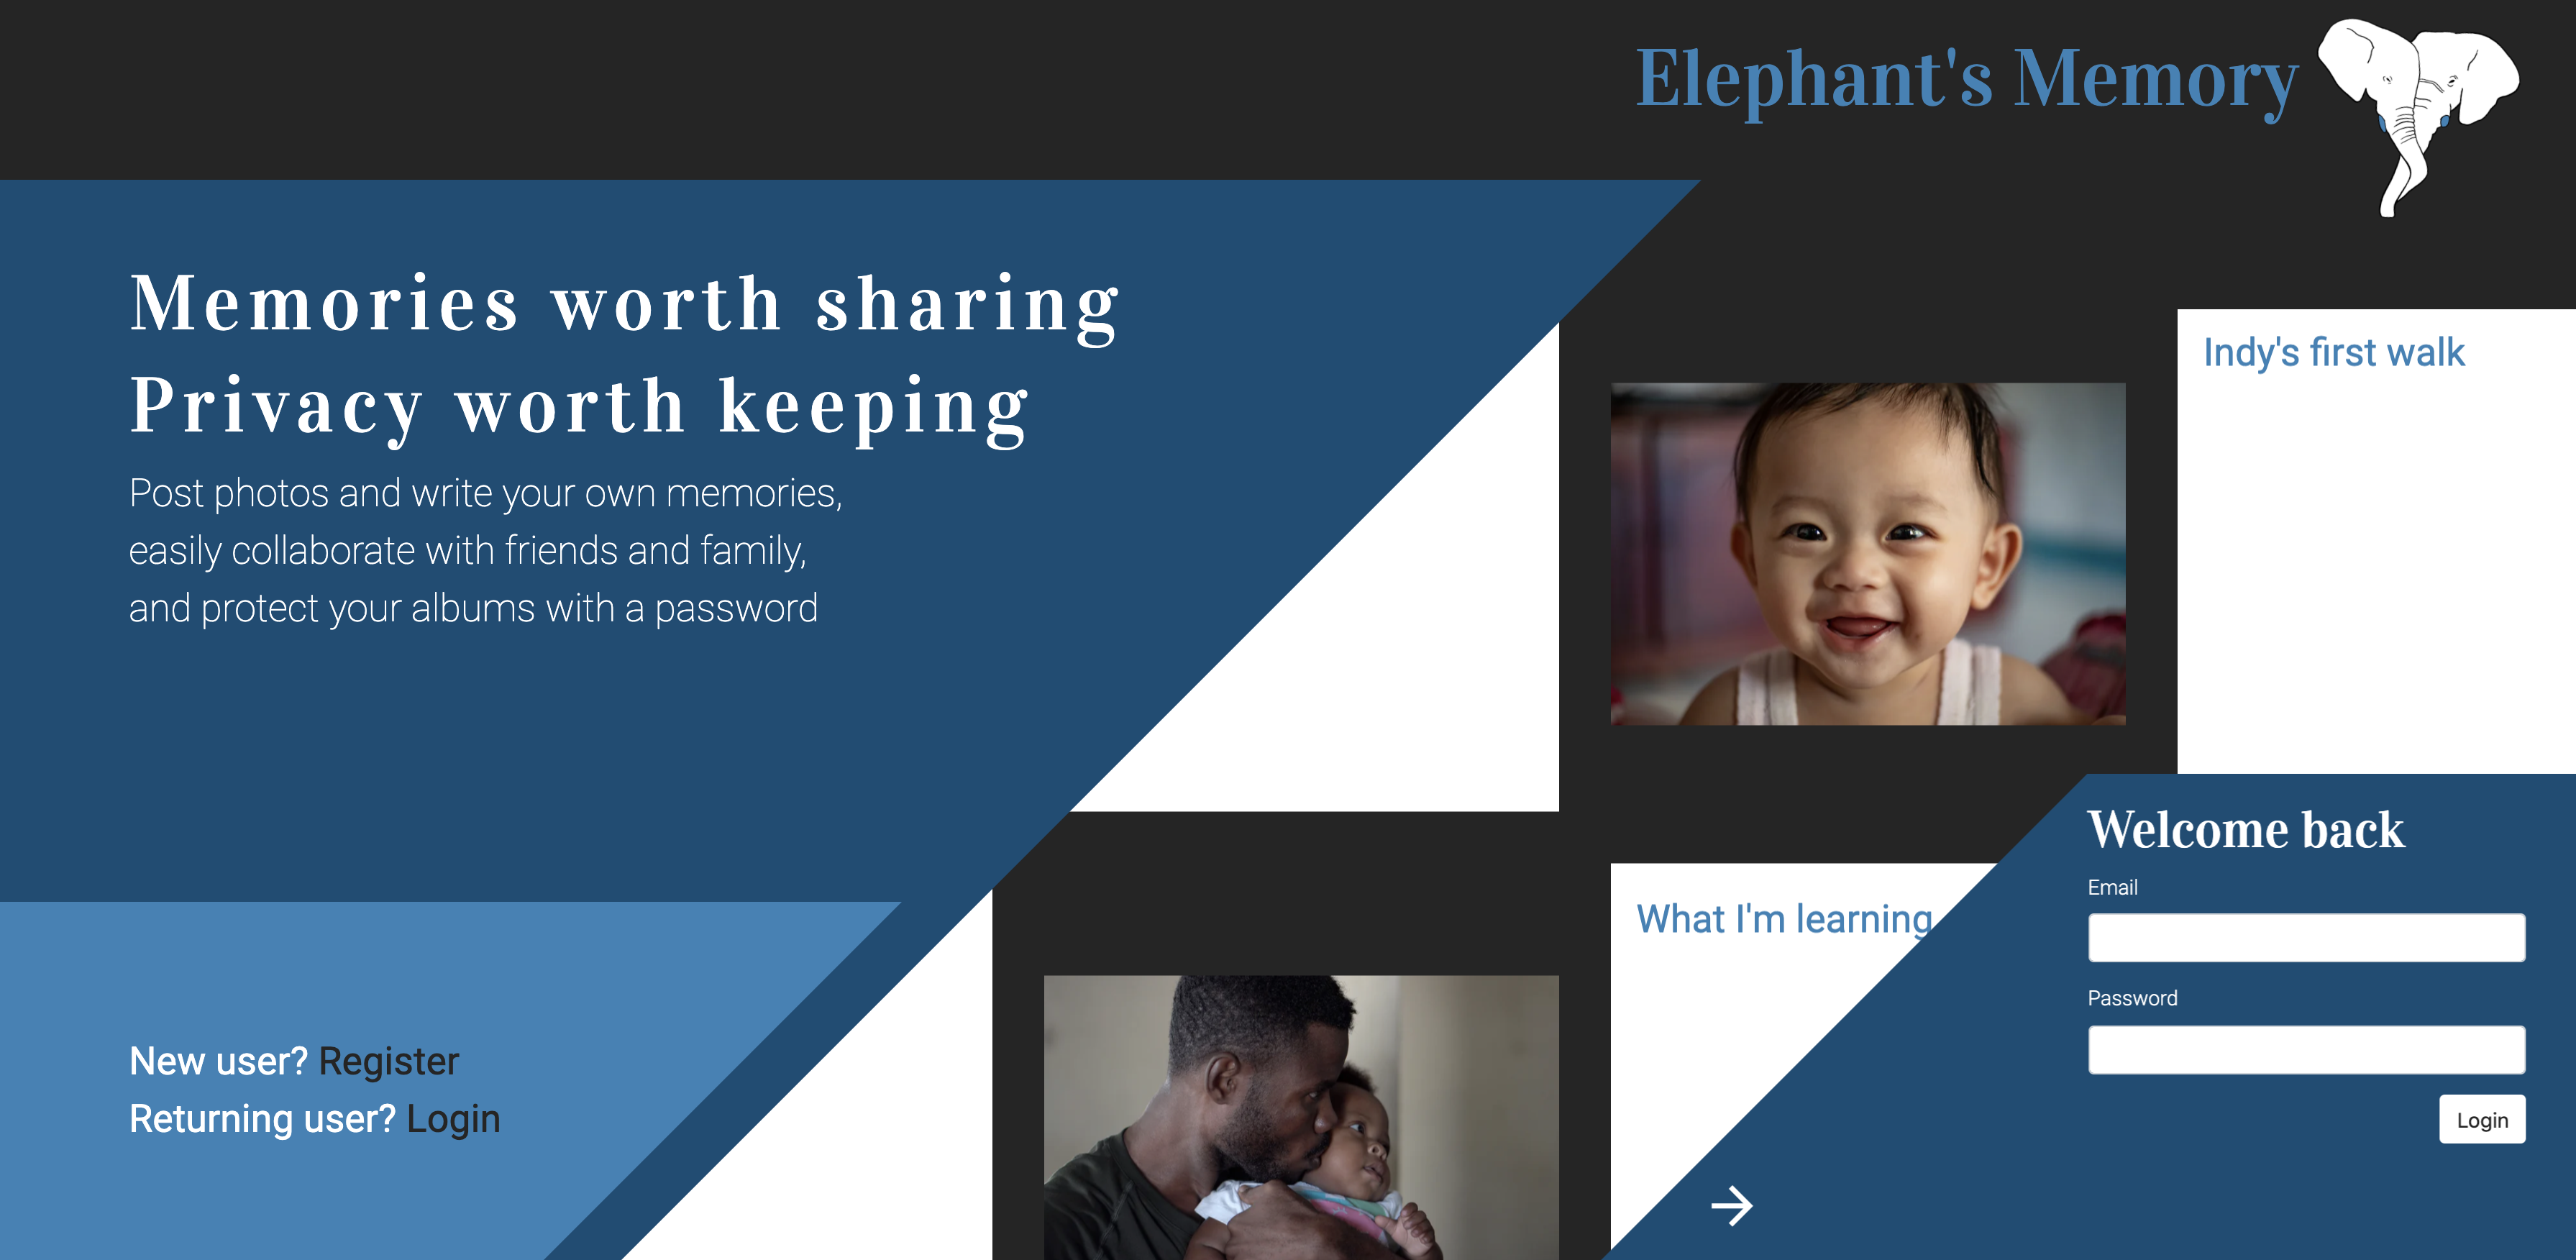 Elephant's Memory
Memories worth sharing
Privacy worth keeping
Post photos and write your own memories,
easily collaborate with friends and family,
and protect your albums with a password
Indy's first walk
What I'm learning
Welcome back
Email
Password
Login
New user? Register
Returning user? Login